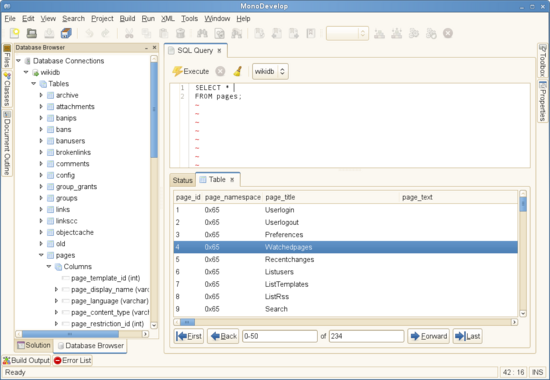 MonoDevelop
File Edit View Search Project Build Run XML Tools Window Help
Files
Classes
Document Outline
Database Browser
Database Connections
wikidb
Tables
archive
attachments
banips
bans
banusers
brokenlinks
comments
config
group_grants
groups
links
linkscc
objectcache
old
pages
Columns
page_template_id (int)
page_display_name (varc
page_language (varchar)
page_content_type (varch
page_restriction_id (int)
Solution Database Browser
SQL Query
Execute wikidb
1 SELECT *
2 FROM pages;
~
~
~
~
~
~
~
Status Table
page_id page_namespace page_title page_text
1 0x65 Userlogin
2 0x65 Userlogout
3 0x65 Preferences
4 0x65 Watchedpages
5 0x65 Recentchanges
6 0x65 Listusers
7 0x65 ListTemplates
8 0x65 ListRss
9 0x65 Search
First Back 0-50 of 234 Forward Last
Toolbox
Properties
Build Output Error List
Ready 42 : 16 INS